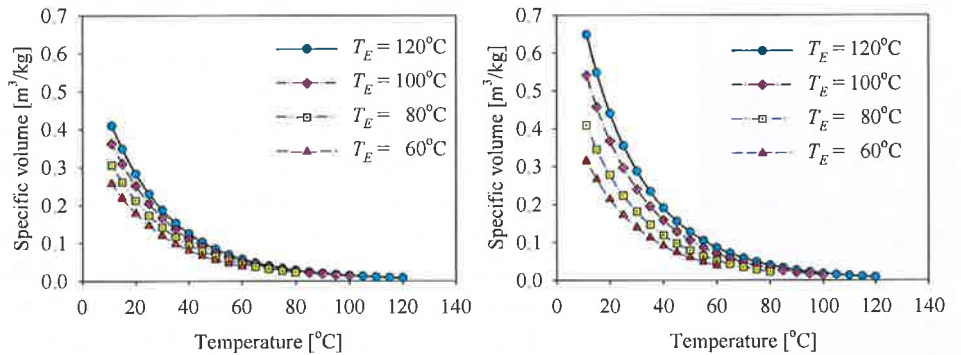 0.7
0.6
0.5
0.4
0.3
0.2
0.1
0.0
Specific volume [m³/kg]
0 20 40 60 80 100 120 140
Temperature [°C]
T_E = 120°C
T_E = 100°C
T_E = 80°C
T_E = 60°C
0.7
0.6
0.5
0.4
0.3
0.2
0.1
0.0
Specific volume [m³/kg]
0 20 40 60 80 100 120 140
Temperature [°C]
T_E = 120°C
T_E = 100°C
T_E = 80°C
T_E = 60°C